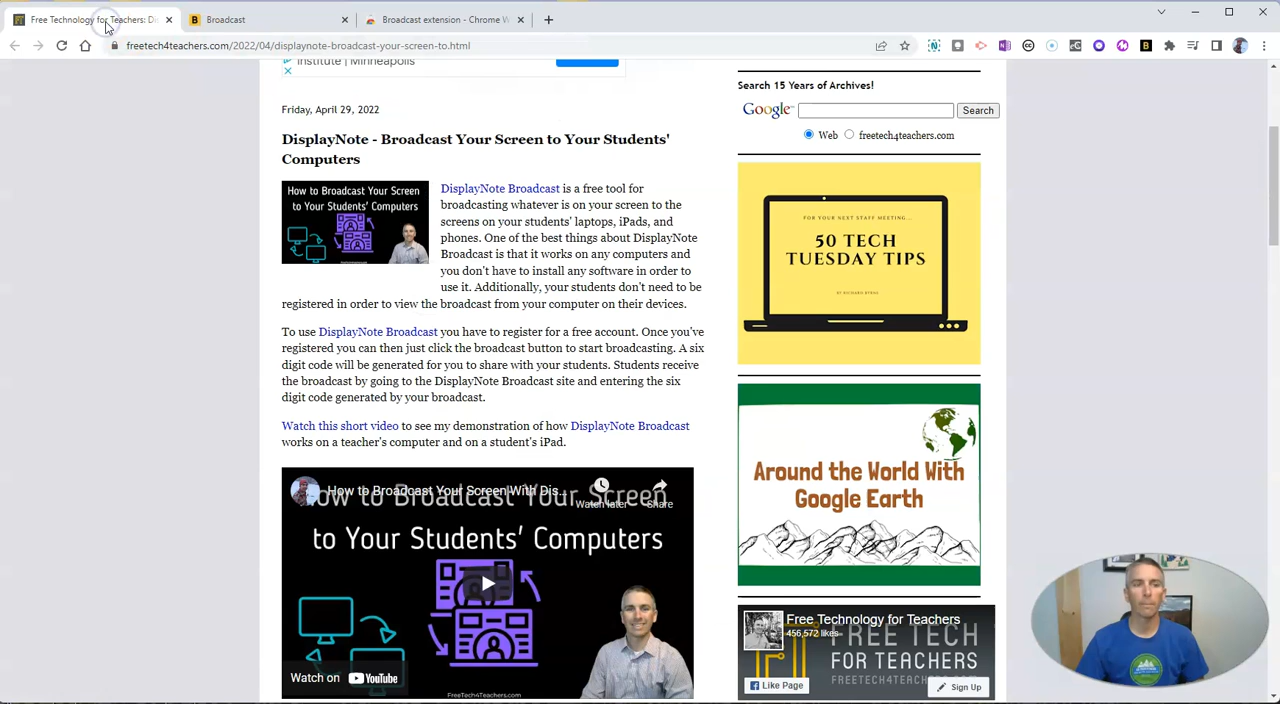 Free Technology for Teachers: Di
Broadcast
Broadcast extension - Chrome W
freetech4teachers.com/2022/04/displaynote-broadcast-your-screen-to.html
Institute | Minneapolis
Friday, April 29, 2022
DisplayNote - Broadcast Your Screen to Your Students'
Computers
How to Broadcast Your Screen
to Your Students' Computers
DisplayNote Broadcast is a free tool for
broadcasting whatever is on your screen to the
screens on your students' laptops, iPads, and
phones. One of the best things about DisplayNote
Broadcast is that it works on any computers and
you don't have to install any software in order to
use it. Additionally, your students don't need to be
registered in order to view the broadcast from your computer on their devices.
To use DisplayNote Broadcast you have to register for a free account. Once you've
registered you can then just click the broadcast button to start broadcasting. A six
digit code will be generated for you to share with your students. Students receive
the broadcast by going to the DisplayNote Broadcast site and entering the six
digit code generated by your broadcast.
Watch this short video to see my demonstration of how DisplayNote Broadcast
works on a teacher's computer and on a student's iPad.
How to Broadcast Your Screen With Dis...
Watch later
Share
How to Broadcast Your Screen
to Your Students' Computers
Watch on YouTube
FreeTech4Teachers.com
Search 15 Years of Archives!
Google
Search
Web
freetech4teachers.com
FOR YOUR NEXT STAFF MEETING...
50 TECH
TUESDAY TIPS
BY RICHARD BYRNE
Around the World With
Google Earth
Free Technology for Teachers
456,572 likes
FREE TECH
FOR TEACHERS
FREETECH4TEACHERS.COM
Like Page
Sign Up